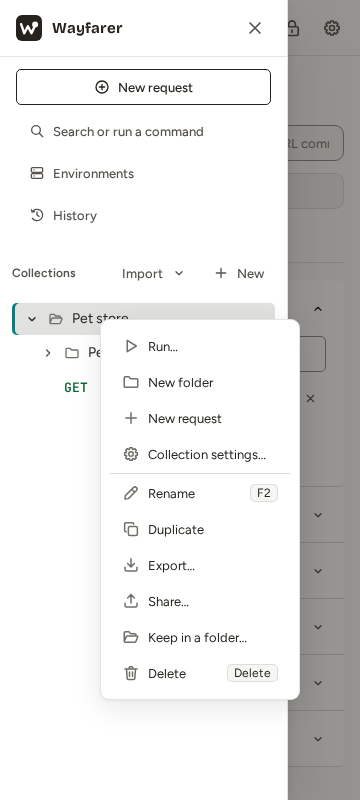 Wayfarer
New request
Search or run a command
Environments
History
Collections
Import
New
Pet store
Run...
New folder
GET
New request
Collection settings...
Rename
F2
Duplicate
Export...
Share...
Keep in a folder...
Delete
Delete